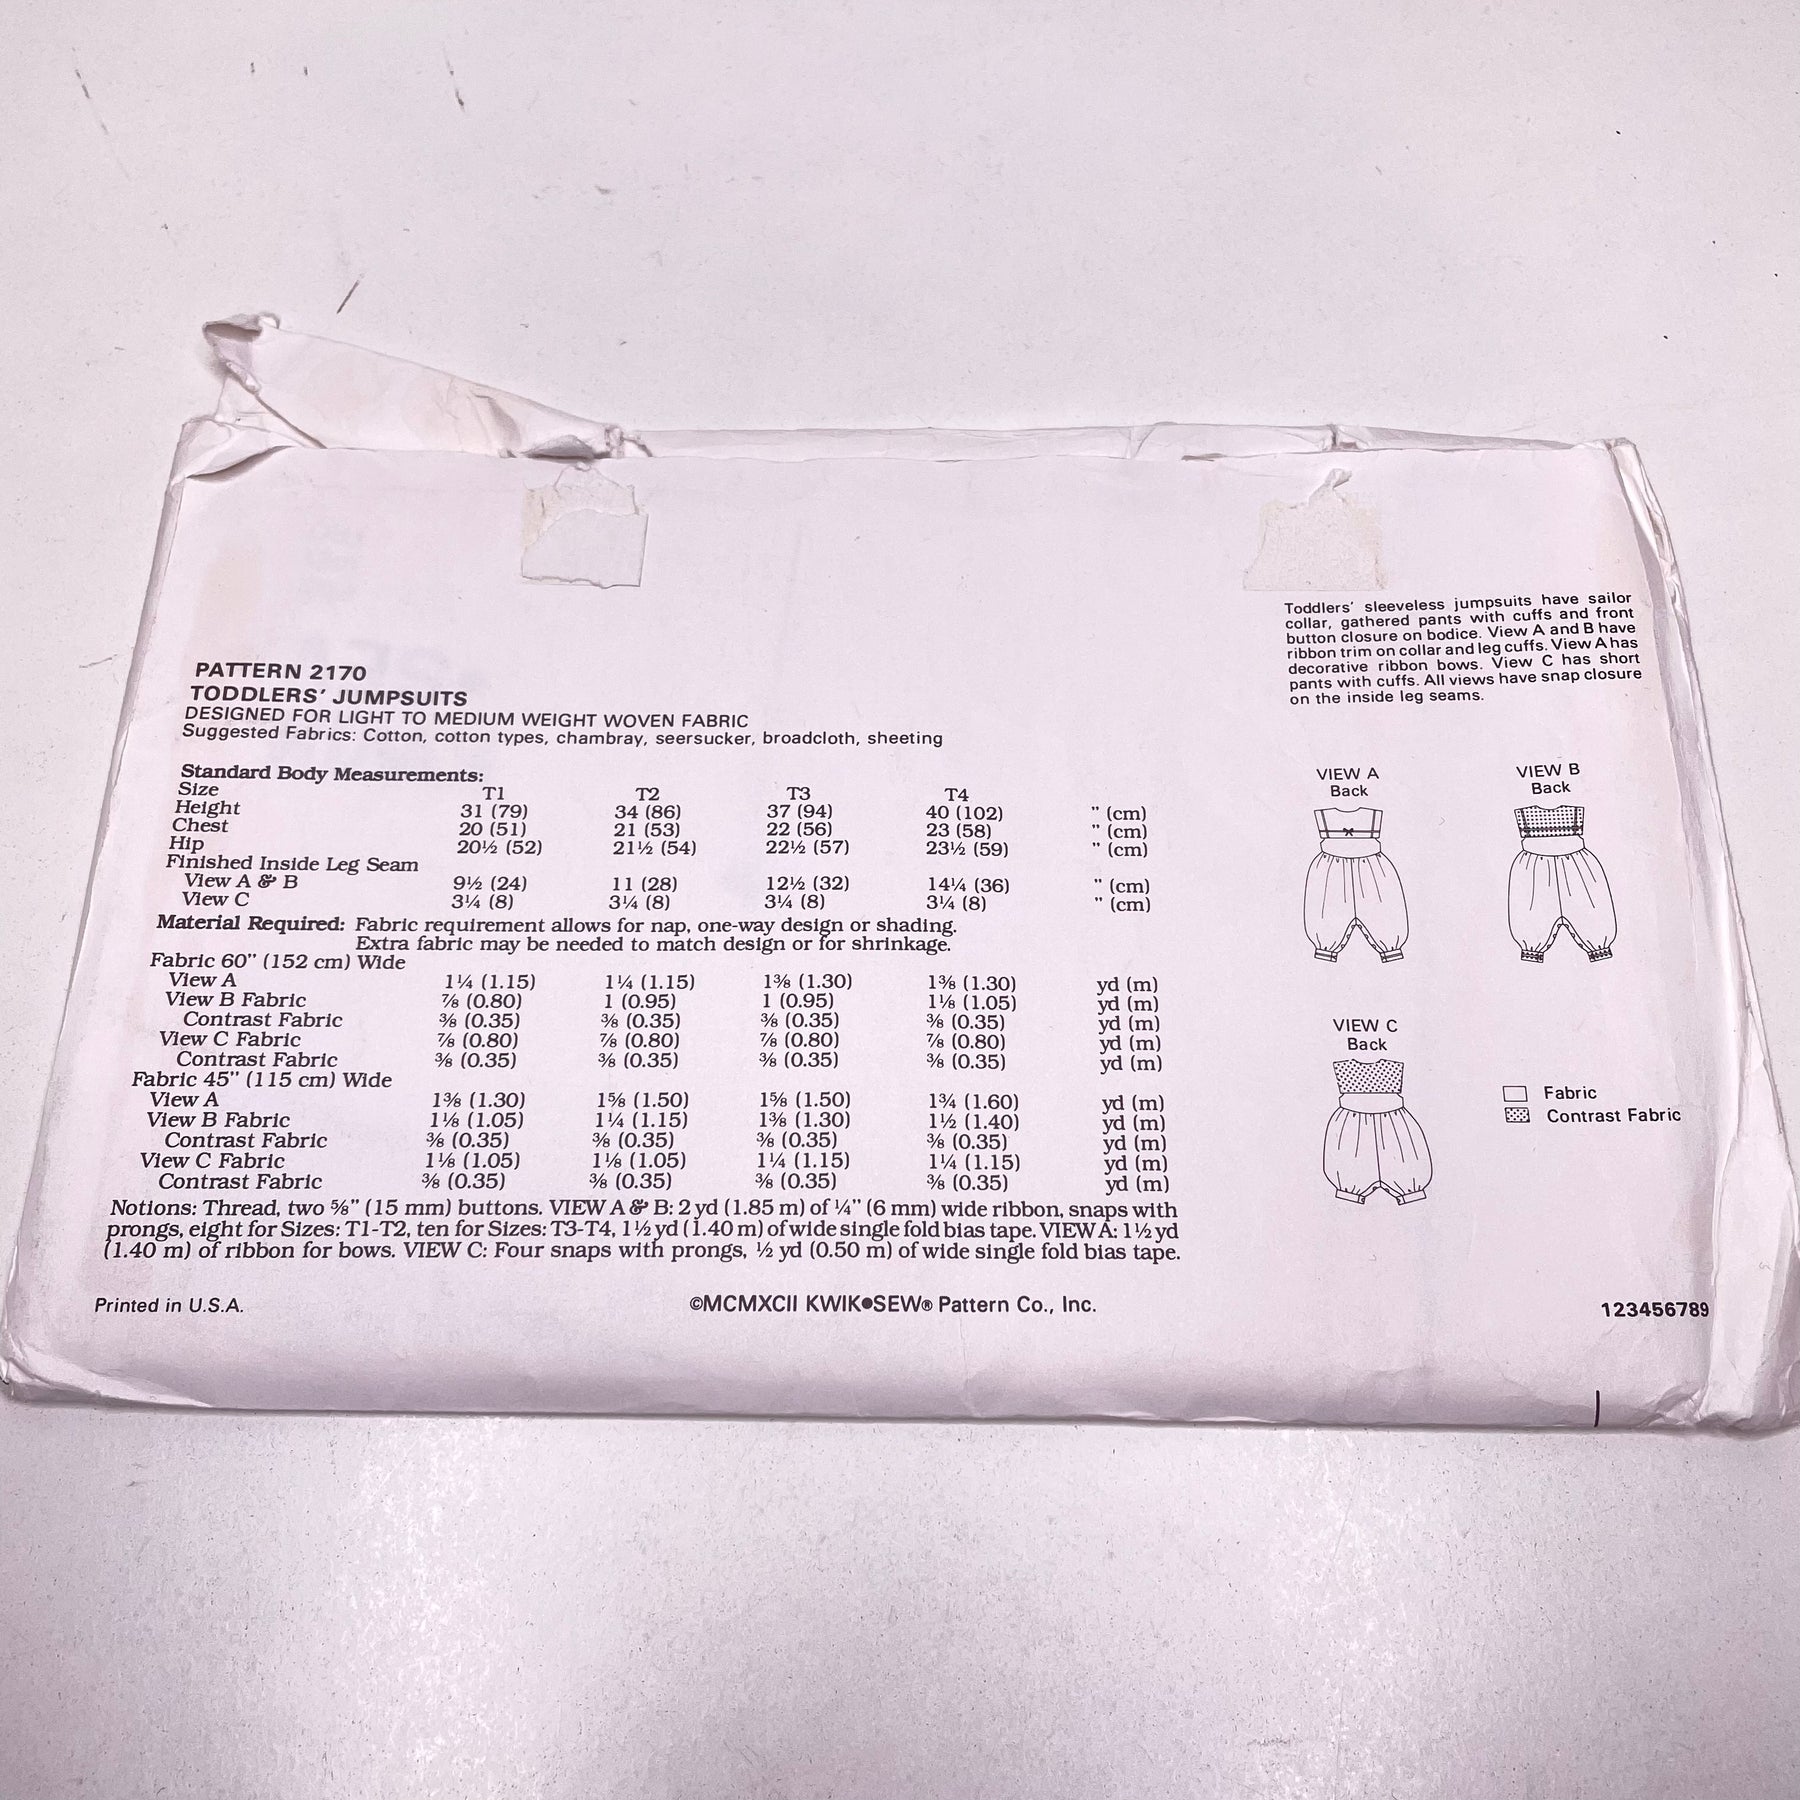 PATTERN 2170
TODDLERS' JUMPSUITS
DESIGNED FOR LIGHT TO MEDIUM WEIGHT WOVEN FABRIC
Suggested Fabrics: Cotton, cotton types, chambray, seersucker, broadcloth, sheeting
Standard Body Measurements:
Size T1 T2 T3 T4
Height 31 (79) 34 (86) 37 (94) 40 (102) " (cm)
Chest 20 (51) 21 (53) 22 (56) 23 (58) " (cm)
Hip 20½ (52) 21½ (54) 22½ (57) 23½ (59) " (cm)
Finished Inside Leg Seam
View A & B 9½ (24) 11 (28) 12½ (32) 14¼ (36) " (cm)
View C 3¼ (8) 3¼ (8) 3¼ (8) 3¼ (8) " (cm)
Material Required: Fabric requirement allows for nap, one-way design or shading.
Extra fabric may be needed to match design or for shrinkage.
Fabric 60" (152 cm) Wide
View A 1¼ (1.15) 1¼ (1.15) 1⅜ (1.30) 1⅜ (1.30) yd (m)
View B Fabric ⅞ (0.80) 1 (0.95) 1 (0.95) 1⅛ (1.05) yd (m)
Contrast Fabric ⅜ (0.35) ⅜ (0.35) ⅜ (0.35) ⅜ (0.35) yd (m)
View C Fabric ⅞ (0.80) ⅞ (0.80) ⅞ (0.80) ⅞ (0.80) yd (m)
Contrast Fabric ⅜ (0.35) ⅜ (0.35) ⅜ (0.35) ⅜ (0.35) yd (m)
Fabric 45" (115 cm) Wide
View A 1⅜ (1.30) 1⅝ (1.50) 1⅝ (1.50) 1¾ (1.60) yd (m)
View B Fabric 1⅛ (1.05) 1¼ (1.15) 1⅜ (1.30) 1½ (1.40) yd (m)
Contrast Fabric ⅜ (0.35) ⅜ (0.35) ⅜ (0.35) ⅜ (0.35) yd (m)
View C Fabric 1⅛ (1.05) 1⅛ (1.05) 1¼ (1.15) 1¼ (1.15) yd (m)
Contrast Fabric ⅜ (0.35) ⅜ (0.35) ⅜ (0.35) ⅜ (0.35) yd (m)
Notions: Thread, two ⅝" (15 mm) buttons. VIEW A & B: 2 yd (1.85 m) of ¼" (6 mm) wide ribbon, snaps with
prongs, eight for Sizes: T1-T2, ten for Sizes: T3-T4, 1½ yd (1.40 m) of wide single fold bias tape. VIEW A: 1½ yd
(1.40 m) of ribbon for bows. VIEW C: Four snaps with prongs, ½ yd (0.50 m) of wide single fold bias tape.
Toddlers' sleeveless jumpsuits have sailor
collar, gathered pants with cuffs and front
button closure on bodice. View A and B have
ribbon trim on collar and leg cuffs. View A has
decorative ribbon bows. View C has short
pants with cuffs. All views have snap closure
on the inside leg seams.
VIEW A
Back
VIEW B
Back
VIEW C
Back
Fabric
Contrast Fabric
Printed in U.S.A.
©MCMXCII KWIK●SEW® Pattern Co., Inc.
123456789